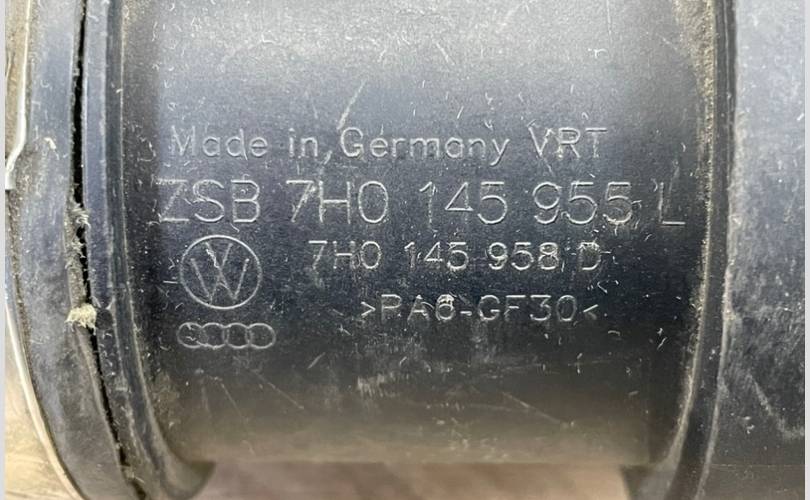 Made in Germany VRT
ZSB 7H0 145 955 L
7H0 145 958 D
>PA6-GF30<